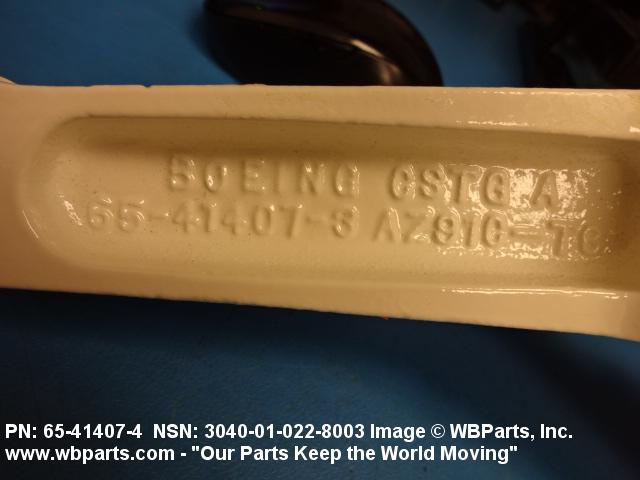 BOEING CSTG A
65-41407-3 AZ91C-T6
PN: 65-41407-4 NSN: 3040-01-022-8003 Image © WBParts, Inc.
www.wbparts.com - "Our Parts Keep the World Moving"